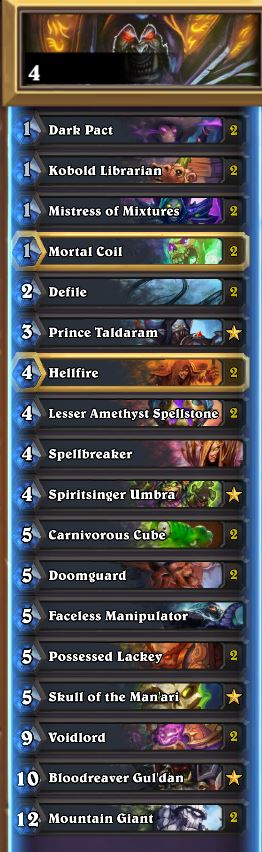 4
1 Dark Pact 2
1 Kobold Librarian 2
1 Mistress of Mixtures 2
1 Mortal Coil 2
2 Defile 2
3 Prince Taldaram
4 Hellfire 2
4 Lesser Amethyst Spellstone 2
4 Spellbreaker
4 Spiritsinger Umbra
5 Carnivorous Cube 2
5 Doomguard 2
5 Faceless Manipulator
5 Possessed Lackey 2
5 Skull of the Man'ari
9 Voidlord 2
10 Bloodreaver Gul'dan
12 Mountain Giant 2